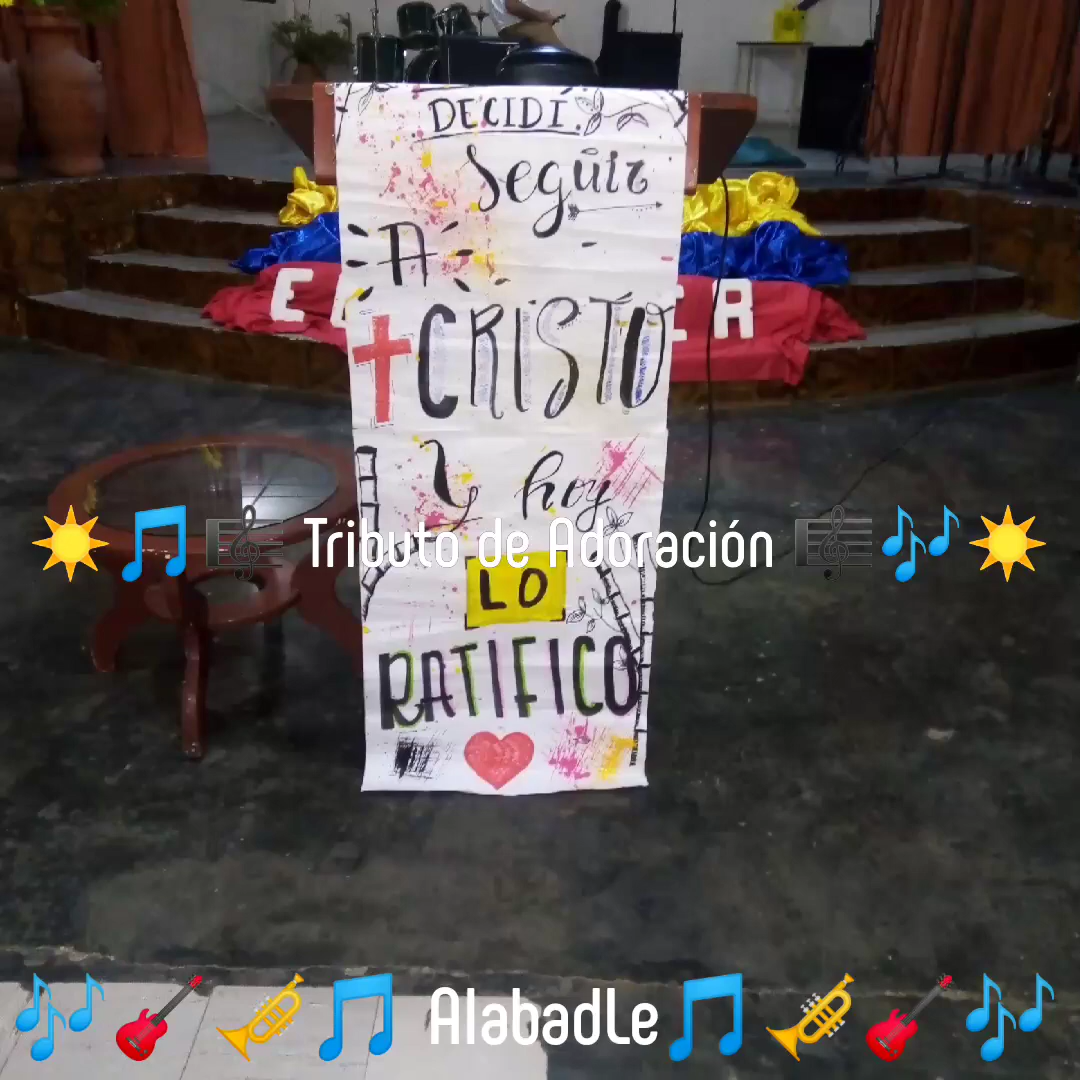 DECIDÍ
Seguir
A
CRISTO
Y hoy
☀️🎵🎼 Tributo de Adoración 🎼🎶☀️
LO
RATIFICO
🎶🎸🎺🎵 AlabadLe🎵🎺🎸🎶